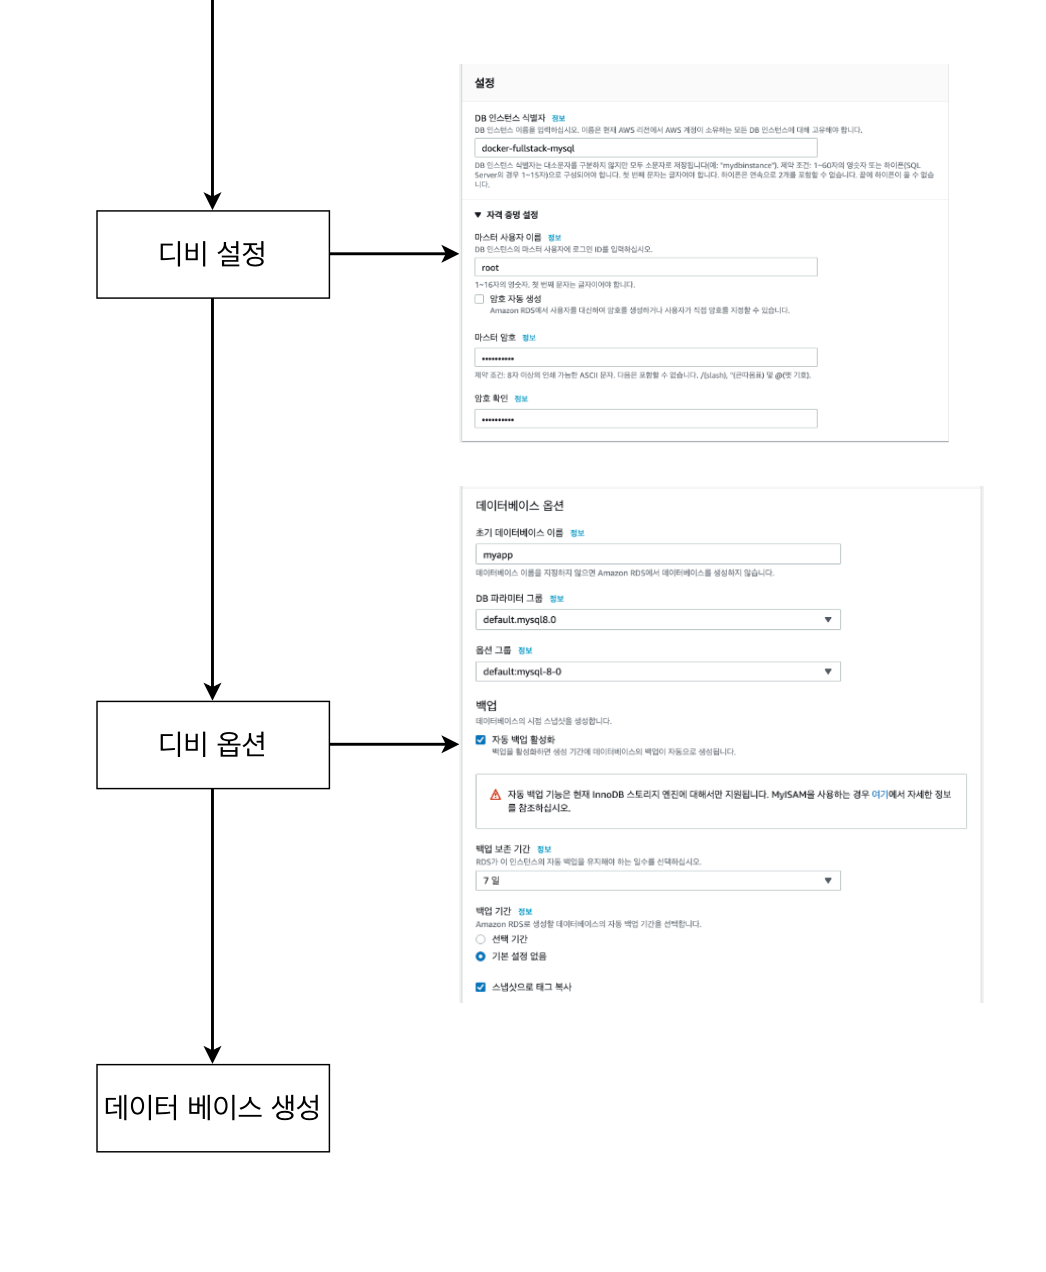 설정
DB 인스턴스 식별자 정보
DB 인스턴스 이름을 입력하십시오. 이름은 현재 AWS 리전에서 AWS 계정이 소유하는 모든 DB 인스턴스에 대해 고유해야 합니다.
docker-fullstack-mysql
DB 인스턴스 식별자는 대소문자를 구분하지 않지만 모두 소문자로 저장됩니다(예: "mydbinstance"). 제약 조건: 1~60자의 영숫자 또는 하이픈(SQL
Server의 경우 1~15자)으로 구성되어야 합니다. 첫 번째 문자는 글자여야 합니다. 하이픈은 연속으로 2개를 포함할 수 없습니다. 끝에 하이픈이 올 수 없습
니다.
▼ 자격 증명 설정
마스터 사용자 이름 정보
DB 인스턴스의 마스터 사용자에 로그인 ID를 입력하십시오.
root
1~16자의 영숫자. 첫 번째 문자는 글자이어야 합니다.
암호 자동 생성
Amazon RDS에서 사용자를 대신하여 암호를 생성하거나 사용자가 직접 암호를 지정할 수 있습니다.
마스터 암호 정보
••••••••••
제약 조건: 8자 이상의 인쇄 가능한 ASCII 문자. 다음은 포함할 수 없습니다. /(slash), "(큰따옴표) 및 @(앳 기호).
암호 확인 정보
••••••••••
디비 설정
데이터베이스 옵션
초기 데이터베이스 이름 정보
myapp
데이터베이스 이름을 지정하지 않으면 Amazon RDS에서 데이터베이스를 생성하지 않습니다.
DB 파라미터 그룹 정보
default.mysql8.0
옵션 그룹 정보
default:mysql-8-0
백업
데이터베이스의 시점 스냅샷을 생성합니다.
자동 백업 활성화
백업을 활성화하면 생성 기간에 데이터베이스의 백업이 자동으로 생성됩니다.
자동 백업 기능은 현재 InnoDB 스토리지 엔진에 대해서만 지원됩니다. MyISAM을 사용하는 경우 여기에서 자세한 정보
를 참조하십시오.
백업 보존 기간 정보
RDS가 이 인스턴스의 자동 백업을 유지해야 하는 일수를 선택하십시오.
7 일
백업 기간 정보
Amazon RDS로 생성할 데이터베이스의 자동 백업 기간을 선택합니다.
선택 기간
기본 설정 없음
스냅샷으로 태그 복사
디비 옵션
데이터 베이스 생성